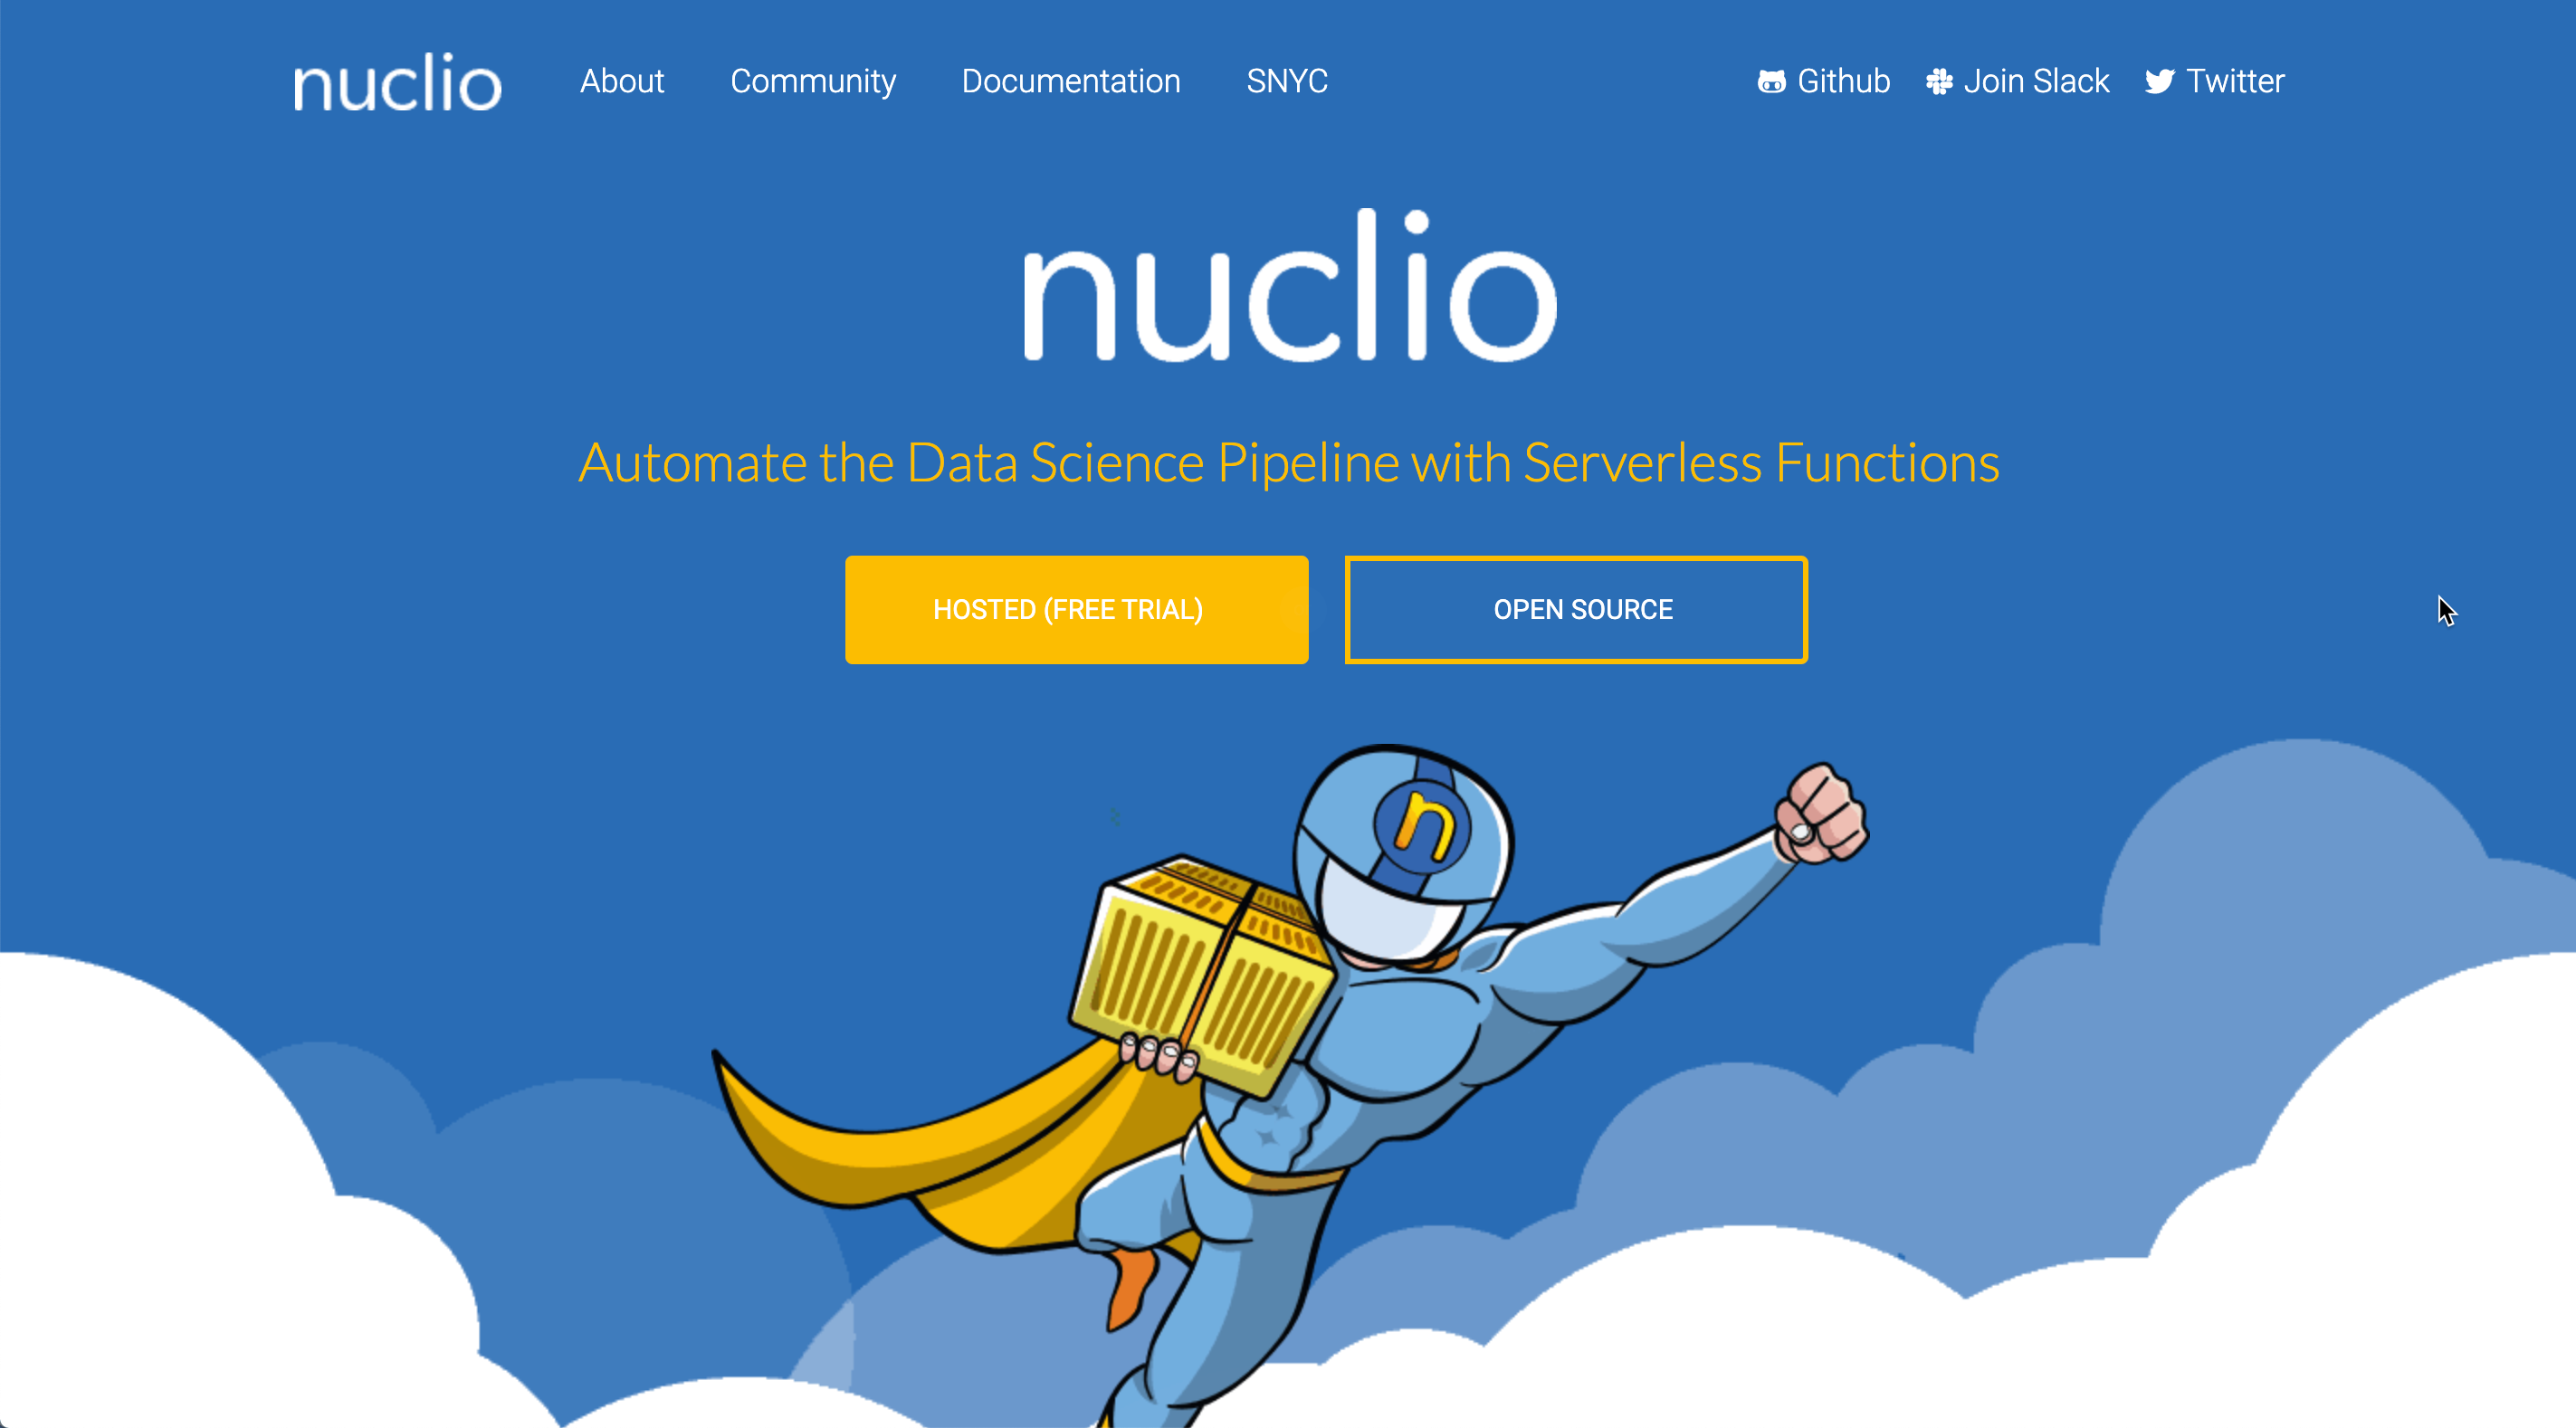 nuclio About Community Documentation SNYC Github Join Slack Twitter
nuclio
Automate the Data Science Pipeline with Serverless Functions
HOSTED (FREE TRIAL) OPEN SOURCE
n